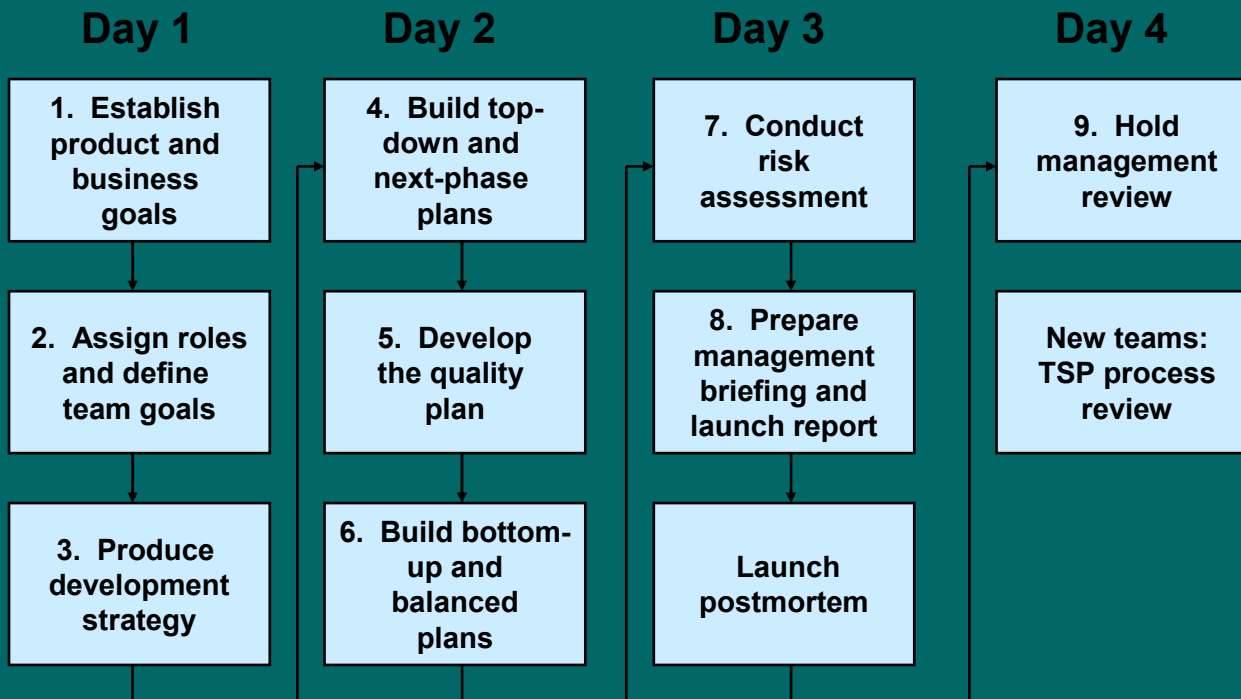 Day 1
1. Establish
product and
business
goals
2. Assign roles
and define
team goals
3. Produce
development
strategy
Day 2
4. Build top-
down and
next-phase
plans
5. Develop
the quality
plan
6. Build bottom-
up and
balanced
plans
Day 3
7. Conduct
risk
assessment
8. Prepare
management
briefing and
launch report
Launch
postmortem
Day 4
9. Hold
management
review
New teams:
TSP process
review